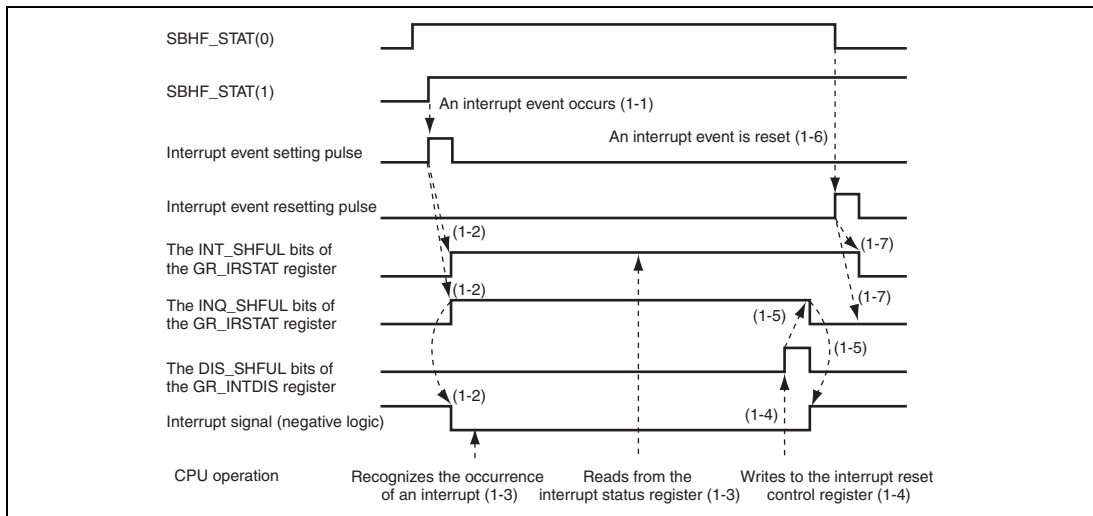 SBHF_STAT(0)
SBHF_STAT(1)
An interrupt event occurs (1-1)
An interrupt event is reset (1-6)
Interrupt event setting pulse
Interrupt event resetting pulse
(1-2)
(1-7)
The INT_SHFUL bits of
the GR_IRSTAT register
(1-2)
(1-7)
The INQ_SHFUL bits of
the GR_IRSTAT register
(1-5)
(1-5)
The DIS_SHFUL bits of
the GR_INTDIS register
(1-2)
(1-4)
Interrupt signal (negative logic)
CPU operation
Recognizes the occurrence
of an interrupt (1-3)
Reads from the
interrupt status register (1-3)
Writes to the interrupt reset
control register (1-4)